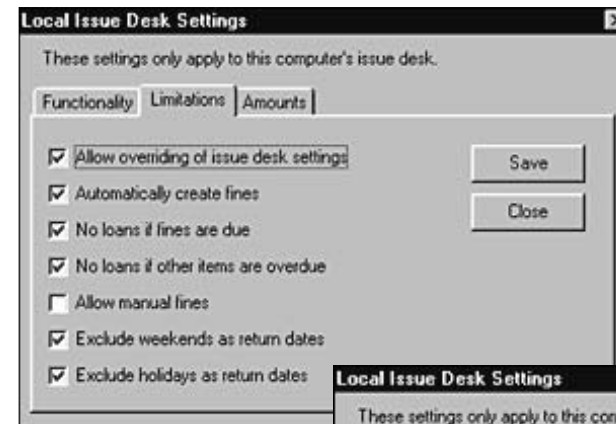 Local Issue Desk Settings
These settings only apply to this computer's issue desk.
Functionality Limitations Amounts
Allow overriding of issue desk settings
Save
Automatically create fines
Close
No loans if fines are due
No loans if other items are overdue
Allow manual fines
Exclude weekends as return dates
Exclude holidays as return dates
Local Issue Desk Settings
These settings only apply to this